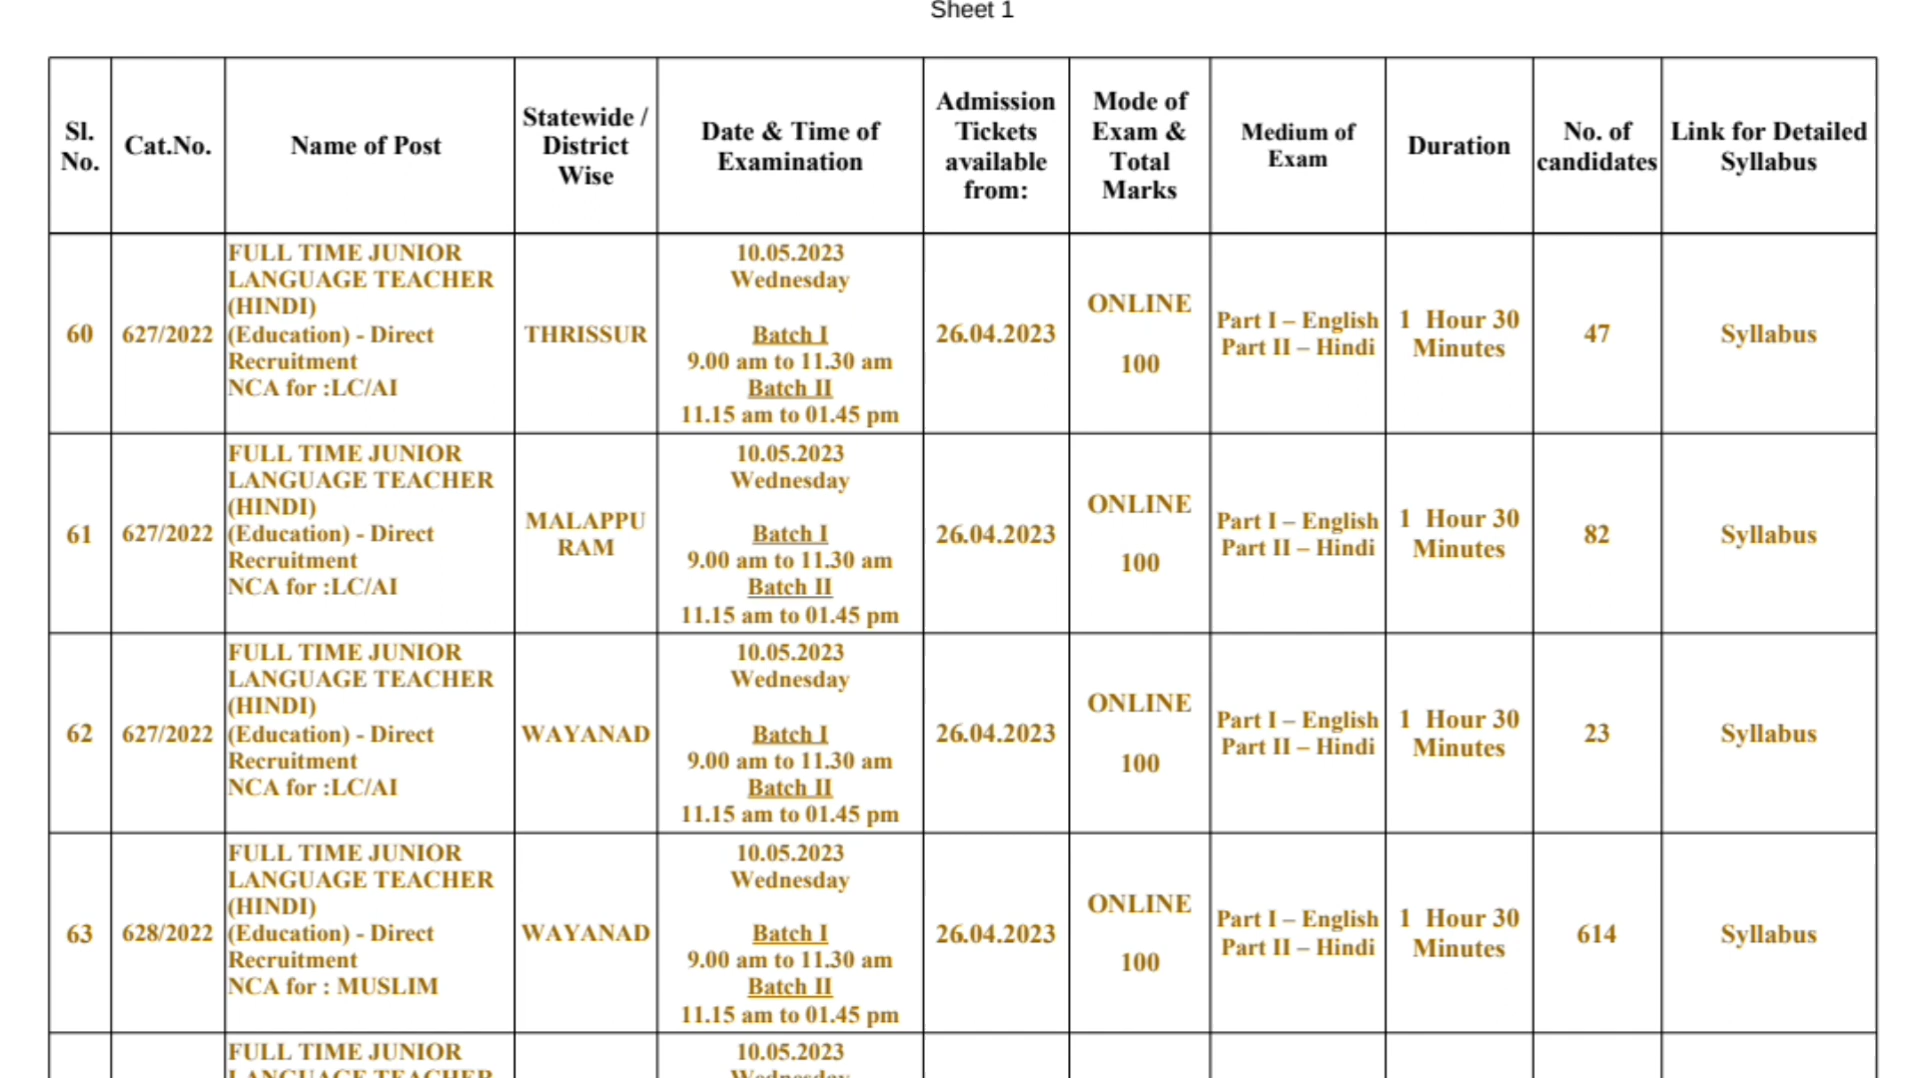 Sheet 1
Sl. No.
Cat.No.
Name of Post
Statewide / District Wise
Date & Time of Examination
Admission Tickets available from:
Mode of Exam & Total Marks
Medium of Exam
Duration
No. of candidates
Link for Detailed Syllabus
60
627/2022
FULL TIME JUNIOR
LANGUAGE TEACHER
(HINDI)
(Education) - Direct
Recruitment
NCA for :LC/AI
THRISSUR
10.05.2023
Wednesday
Batch I
9.00 am to 11.30 am
Batch II
11.15 am to 01.45 pm
26.04.2023
ONLINE
100
Part I – English
Part II – Hindi
1 Hour 30
Minutes
47
Syllabus
61
627/2022
FULL TIME JUNIOR
LANGUAGE TEACHER
(HINDI)
(Education) - Direct
Recruitment
NCA for :LC/AI
MALAPPU
RAM
10.05.2023
Wednesday
Batch I
9.00 am to 11.30 am
Batch II
11.15 am to 01.45 pm
26.04.2023
ONLINE
100
Part I – English
Part II – Hindi
1 Hour 30
Minutes
82
Syllabus
62
627/2022
FULL TIME JUNIOR
LANGUAGE TEACHER
(HINDI)
(Education) - Direct
Recruitment
NCA for :LC/AI
WAYANAD
10.05.2023
Wednesday
Batch I
9.00 am to 11.30 am
Batch II
11.15 am to 01.45 pm
26.04.2023
ONLINE
100
Part I – English
Part II – Hindi
1 Hour 30
Minutes
23
Syllabus
63
628/2022
FULL TIME JUNIOR
LANGUAGE TEACHER
(HINDI)
(Education) - Direct
Recruitment
NCA for : MUSLIM
WAYANAD
10.05.2023
Wednesday
Batch I
9.00 am to 11.30 am
Batch II
11.15 am to 01.45 pm
26.04.2023
ONLINE
100
Part I – English
Part II – Hindi
1 Hour 30
Minutes
614
Syllabus
FULL TIME JUNIOR
LANGUAGE TEACHER
10.05.2023
Wednesday